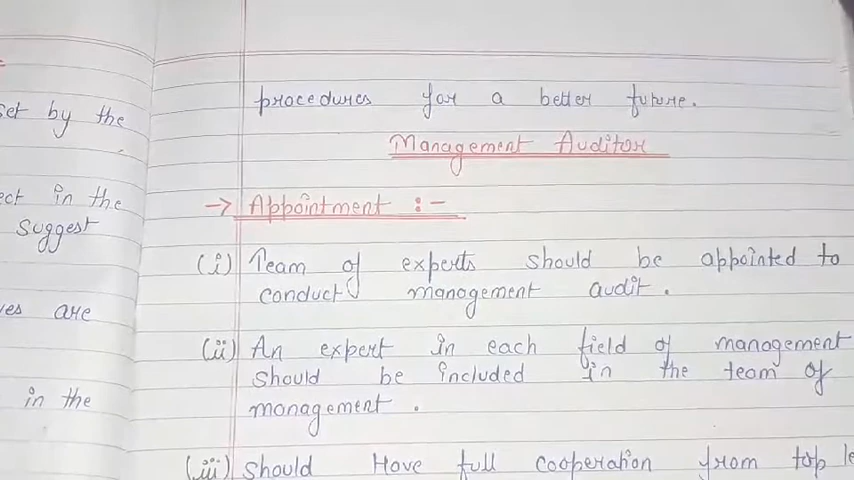 set by the
ect in the
suggest
ves are
in the
procedures for a better future.
Management Auditor
→ Appointment :-
(i) Team of experts should be appointed to
conduct management audit.
(ii) An expert in each field of management
should be included in the team of
management.
(iii) should Have full cooperation from top le